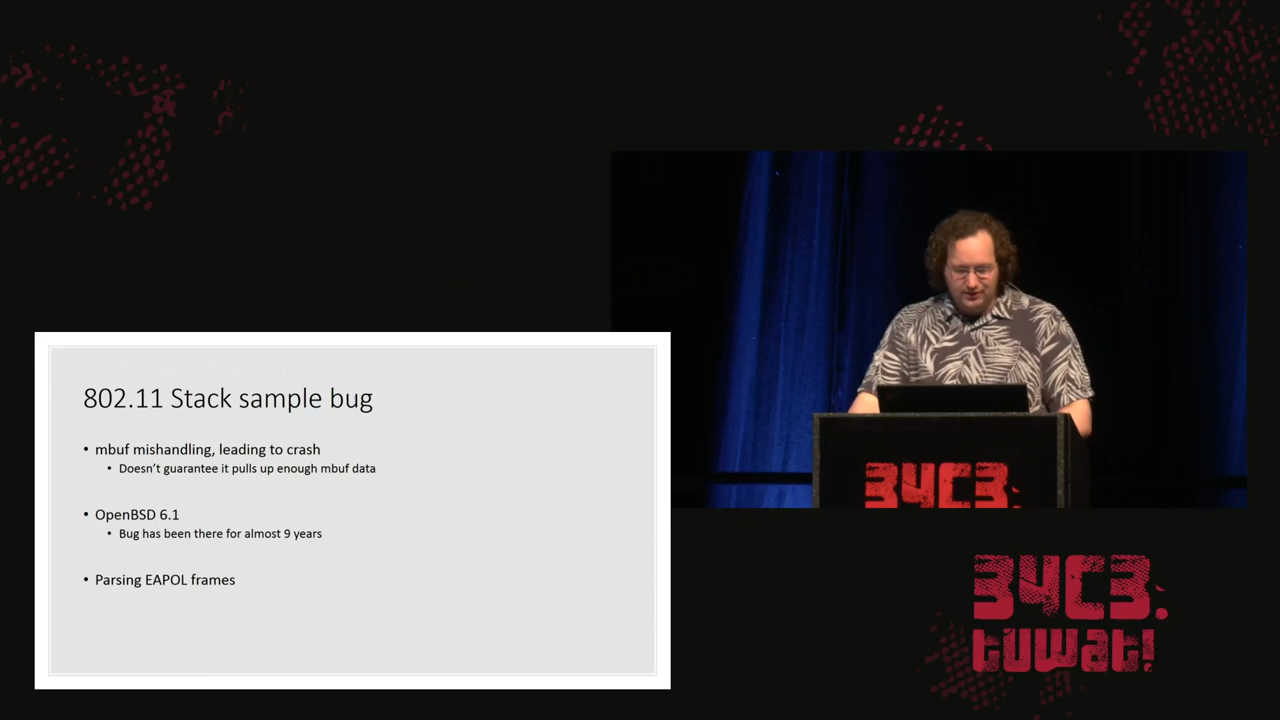 802.11 Stack sample bug
• mbuf mishandling, leading to crash
• Doesn't guarantee it pulls up enough mbuf data
• OpenBSD 6.1
• Bug has been there for almost 9 years
• Parsing EAPOL frames
34C3.
34C3.
tuwat!